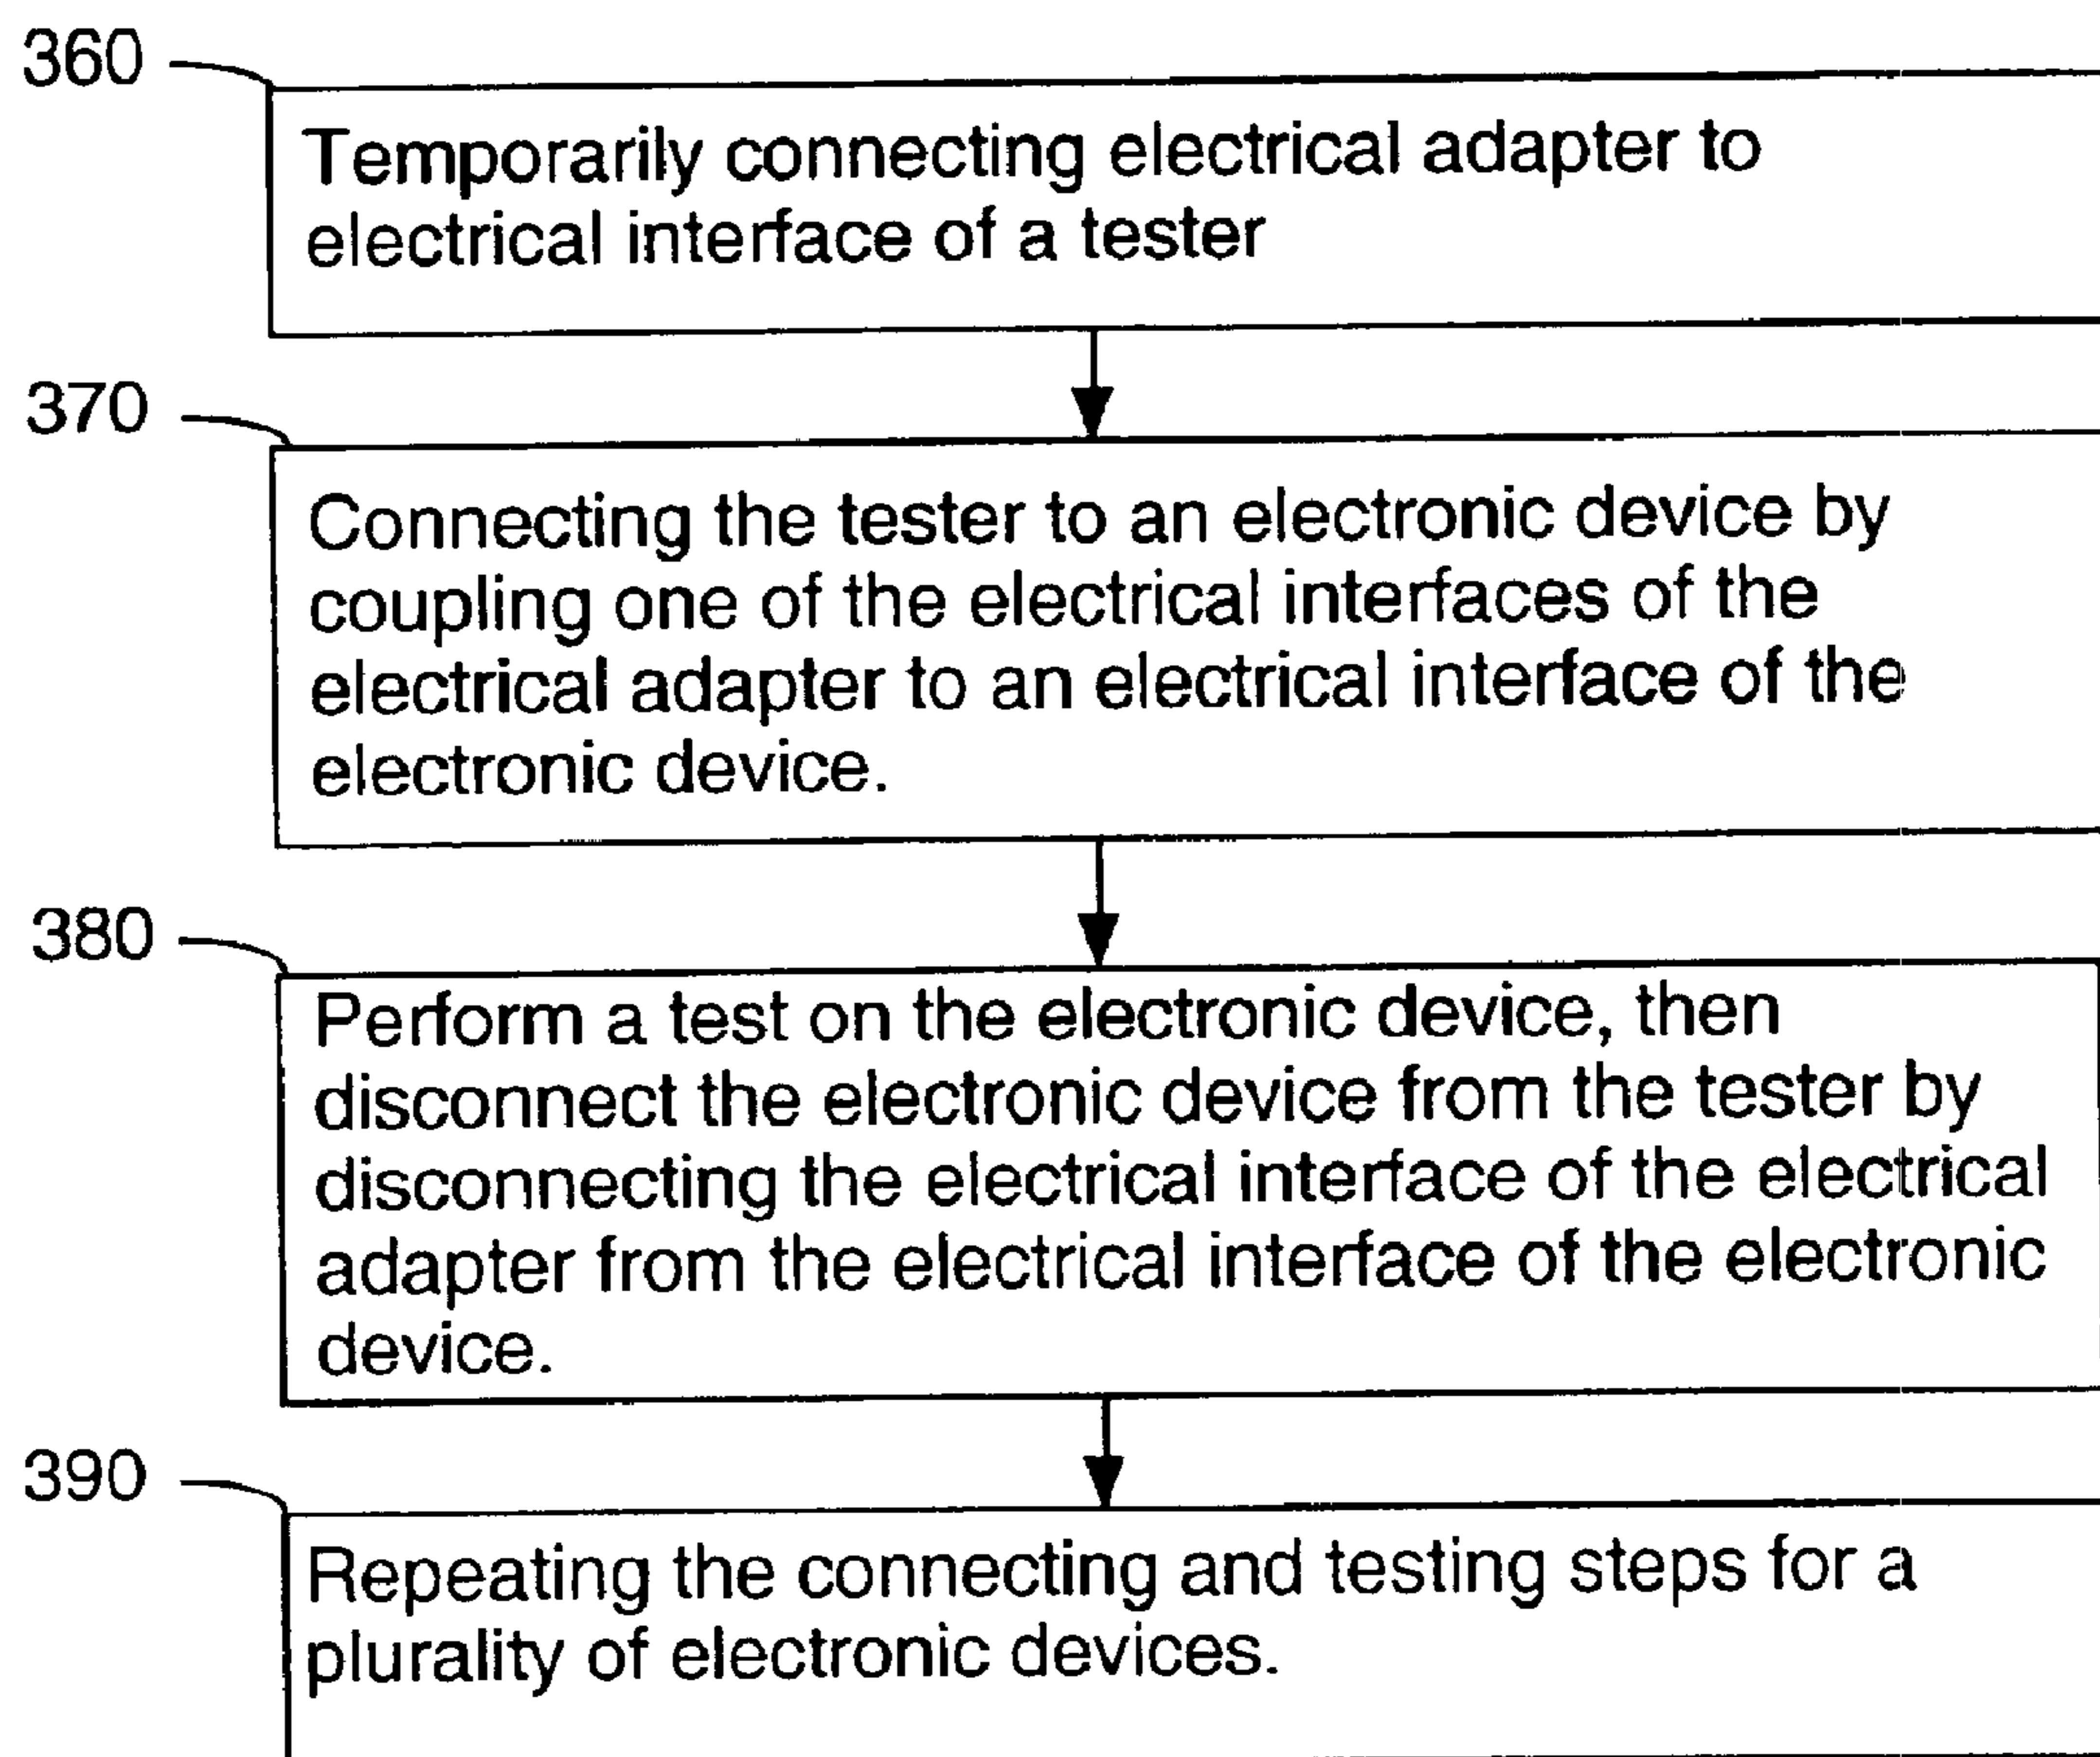 360
Temporarily connecting electrical adapter to
electrical interface of a tester
370
Connecting the tester to an electronic device by
coupling one of the electrical interfaces of the
electrical adapter to an electrical interface of the
electronic device.
380
Perform a test on the electronic device, then
disconnect the electronic device from the tester by
disconnecting the electrical interface of the electrical
adapter from the electrical interface of the electronic
device.
390
Repeating the connecting and testing steps for a
plurality of electronic devices.